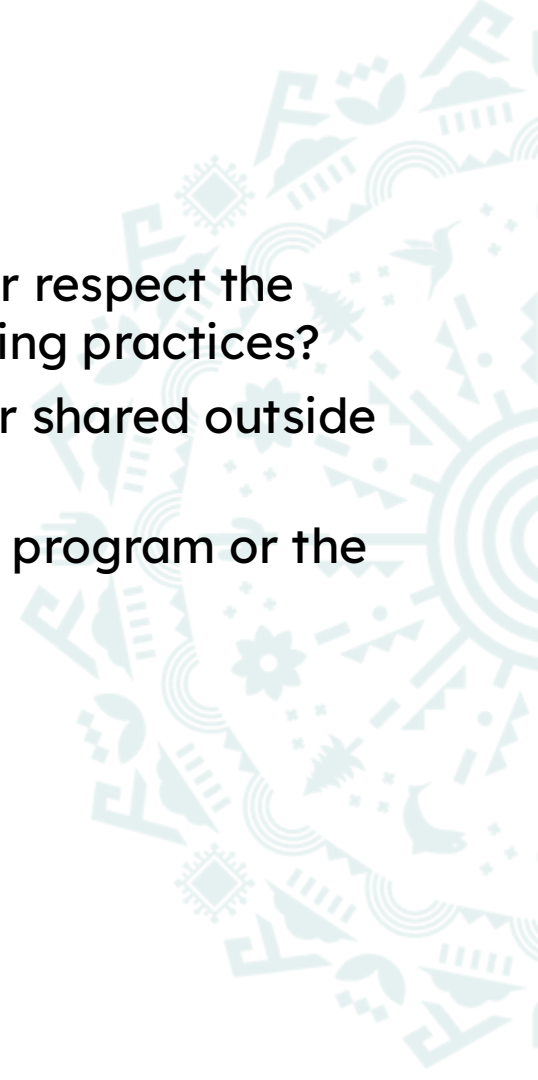 r respect the
ing practices?
r shared outside
program or the